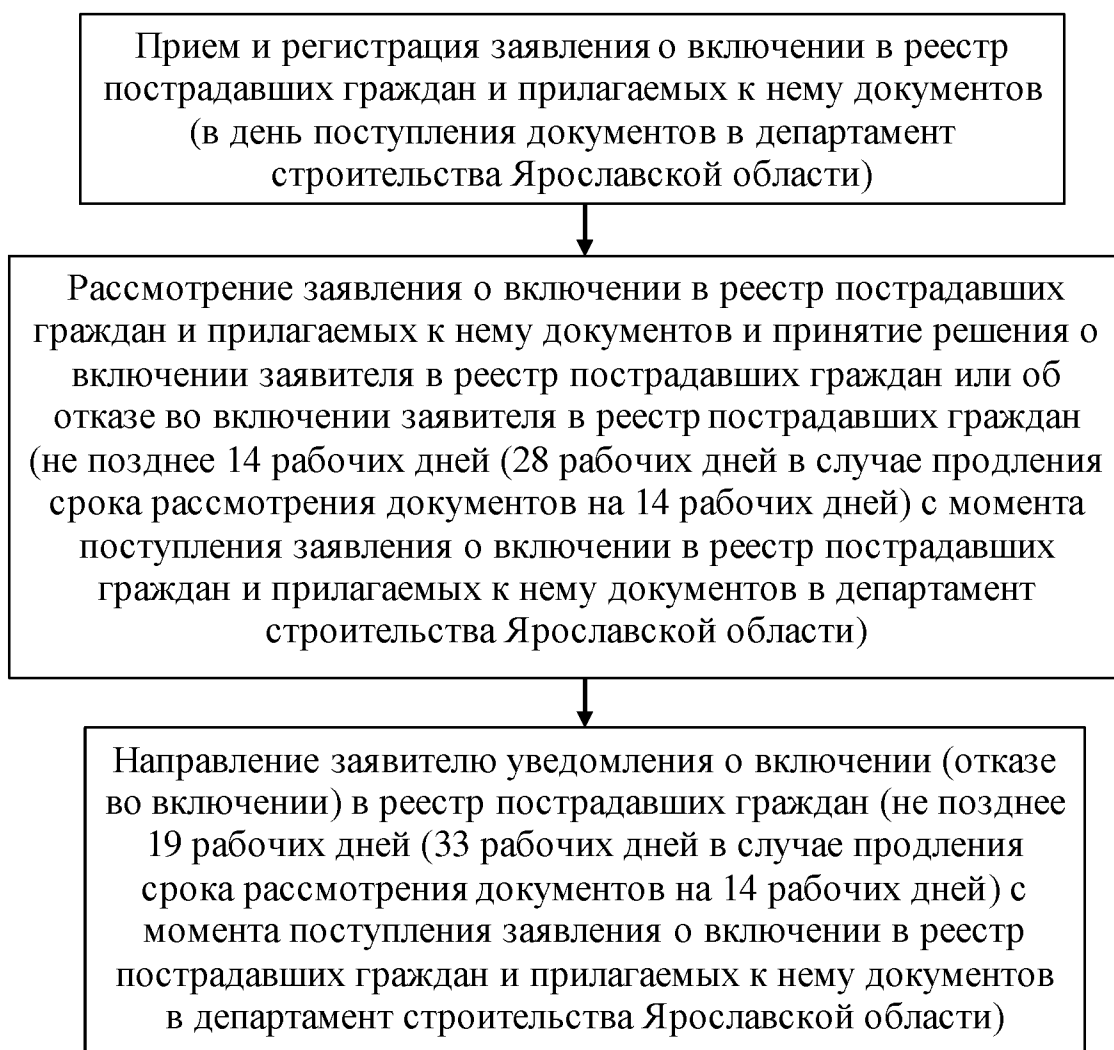 Прием и регистрация заявления о включении в реестр
пострадавших граждан и прилагаемых к нему документов
(в день поступления документов в департамент
строительства Ярославской области)
Рассмотрение заявления о включении в реестр пострадавших
граждан и прилагаемых к нему документов и принятие решения о
включении заявителя в реестр пострадавших граждан или об
отказе во включении заявителя в реестр пострадавших граждан
(не позднее 14 рабочих дней (28 рабочих дней в случае продления
срока рассмотрения документов на 14 рабочих дней) с момента
поступления заявления о включении в реестр пострадавших
граждан и прилагаемых к нему документов в департамент
строительства Ярославской области)
Направление заявителю уведомления о включении (отказе
во включении) в реестр пострадавших граждан (не позднее
19 рабочих дней (33 рабочих дней в случае продления
срока рассмотрения документов на 14 рабочих дней) с
момента поступления заявления о включении в реестр
пострадавших граждан и прилагаемых к нему документов
в департамент строительства Ярославской области)